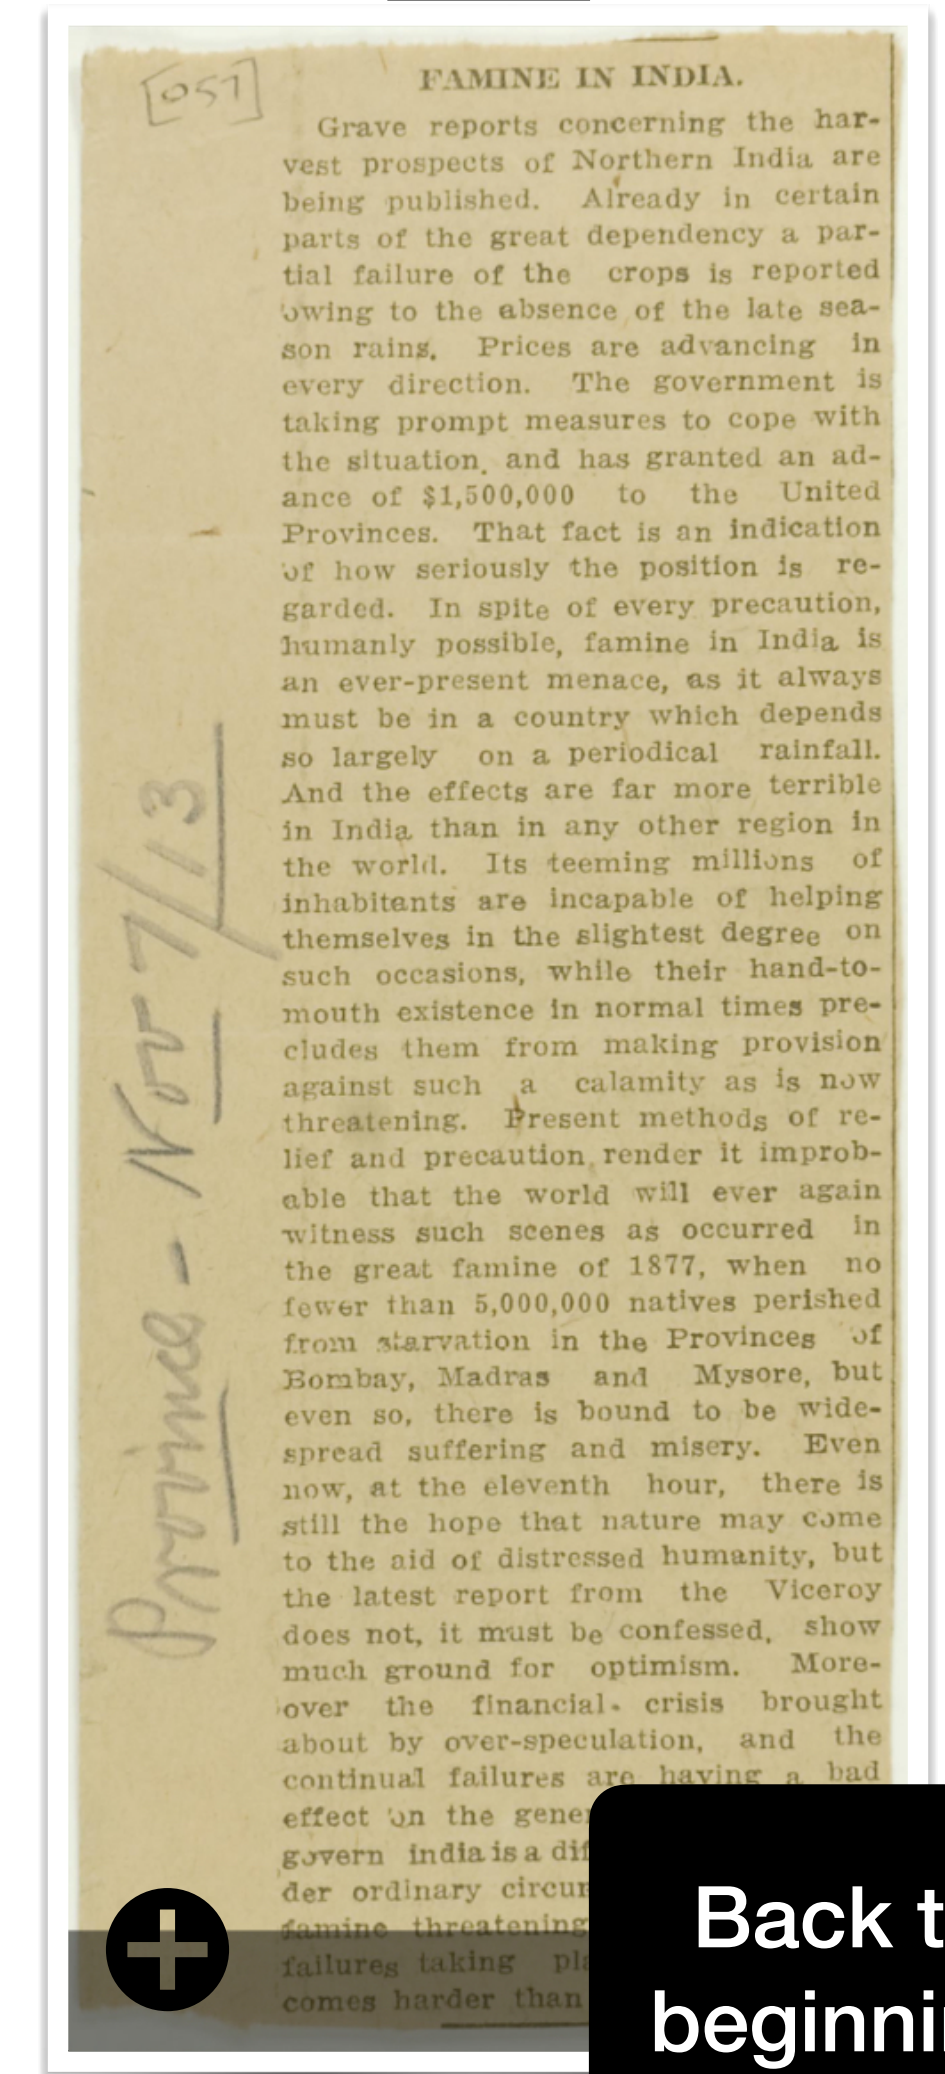 [057]
FAMINE IN INDIA.
Grave reports concerning the har-
vest prospects of Northern India are
being published. Already in certain
parts of the great dependency a par-
tial failure of the crops is reported
owing to the absence of the late sea-
son rains. Prices are advancing in
every direction. The government is
taking prompt measures to cope with
the situation, and has granted an ad-
ance of $1,500,000 to the United
Provinces. That fact is an indication
of how seriously the position is re-
garded. In spite of every precaution,
humanly possible, famine in India is
an ever-present menace, as it always
must be in a country which depends
so largely on a periodical rainfall.
And the effects are far more terrible
in India than in any other region in
the world. Its teeming millions of
inhabitants are incapable of helping
themselves in the slightest degree on
such occasions, while their hand-to-
mouth existence in normal times pre-
cludes them from making provision
against such a calamity as is now
threatening. Present methods of re-
lief and precaution render it improb-
able that the world will ever again
witness such scenes as occurred in
the great famine of 1877, when no
fewer than 5,000,000 natives perished
from starvation in the Provinces of
Bombay, Madras and Mysore, but
even so, there is bound to be wide-
spread suffering and misery. Even
now, at the eleventh hour, there is
still the hope that nature may come
to the aid of distressed humanity, but
the latest report from the Viceroy
does not, it must be confessed, show
much ground for optimism. More-
over the financial crisis brought
about by over-speculation, and the
continual failures are having a bad
effect on the gene
govern india is a dif
der ordinary circu
famine threatening
failures taking pla
comes harder than
Province - Nov 7/13
Back t
beginni